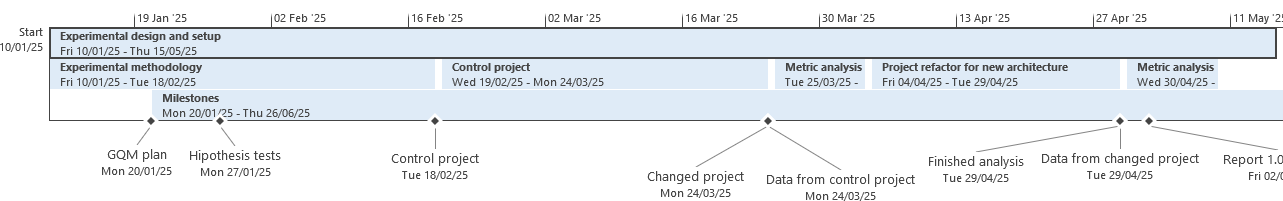 19 Jan '25
02 Feb '25
16 Feb '25
02 Mar '25
16 Mar '25
30 Mar '25
13 Apr '25
27 Apr '25
11 May '25
Start
10/01/25
Experimental design and setup
Fri 10/01/25 - Thu 15/05/25
Experimental methodology
Fri 10/01/25 - Tue 18/02/25
Control project
Wed 19/02/25 - Mon 24/03/25
Metric analysis
Tue 25/03/25 -
Project refactor for new architecture
Fri 04/04/25 - Tue 29/04/25
Metric analysis
Wed 30/04/25 -
Milestones
Mon 20/01/25 - Thu 26/06/25
GQM plan
Mon 20/01/25
Hipothesis tests
Mon 27/01/25
Control project
Tue 18/02/25
Changed project
Mon 24/03/25
Data from control project
Mon 24/03/25
Finished analysis
Tue 29/04/25
Data from changed project
Tue 29/04/25
Report 1.0
Fri 02/0